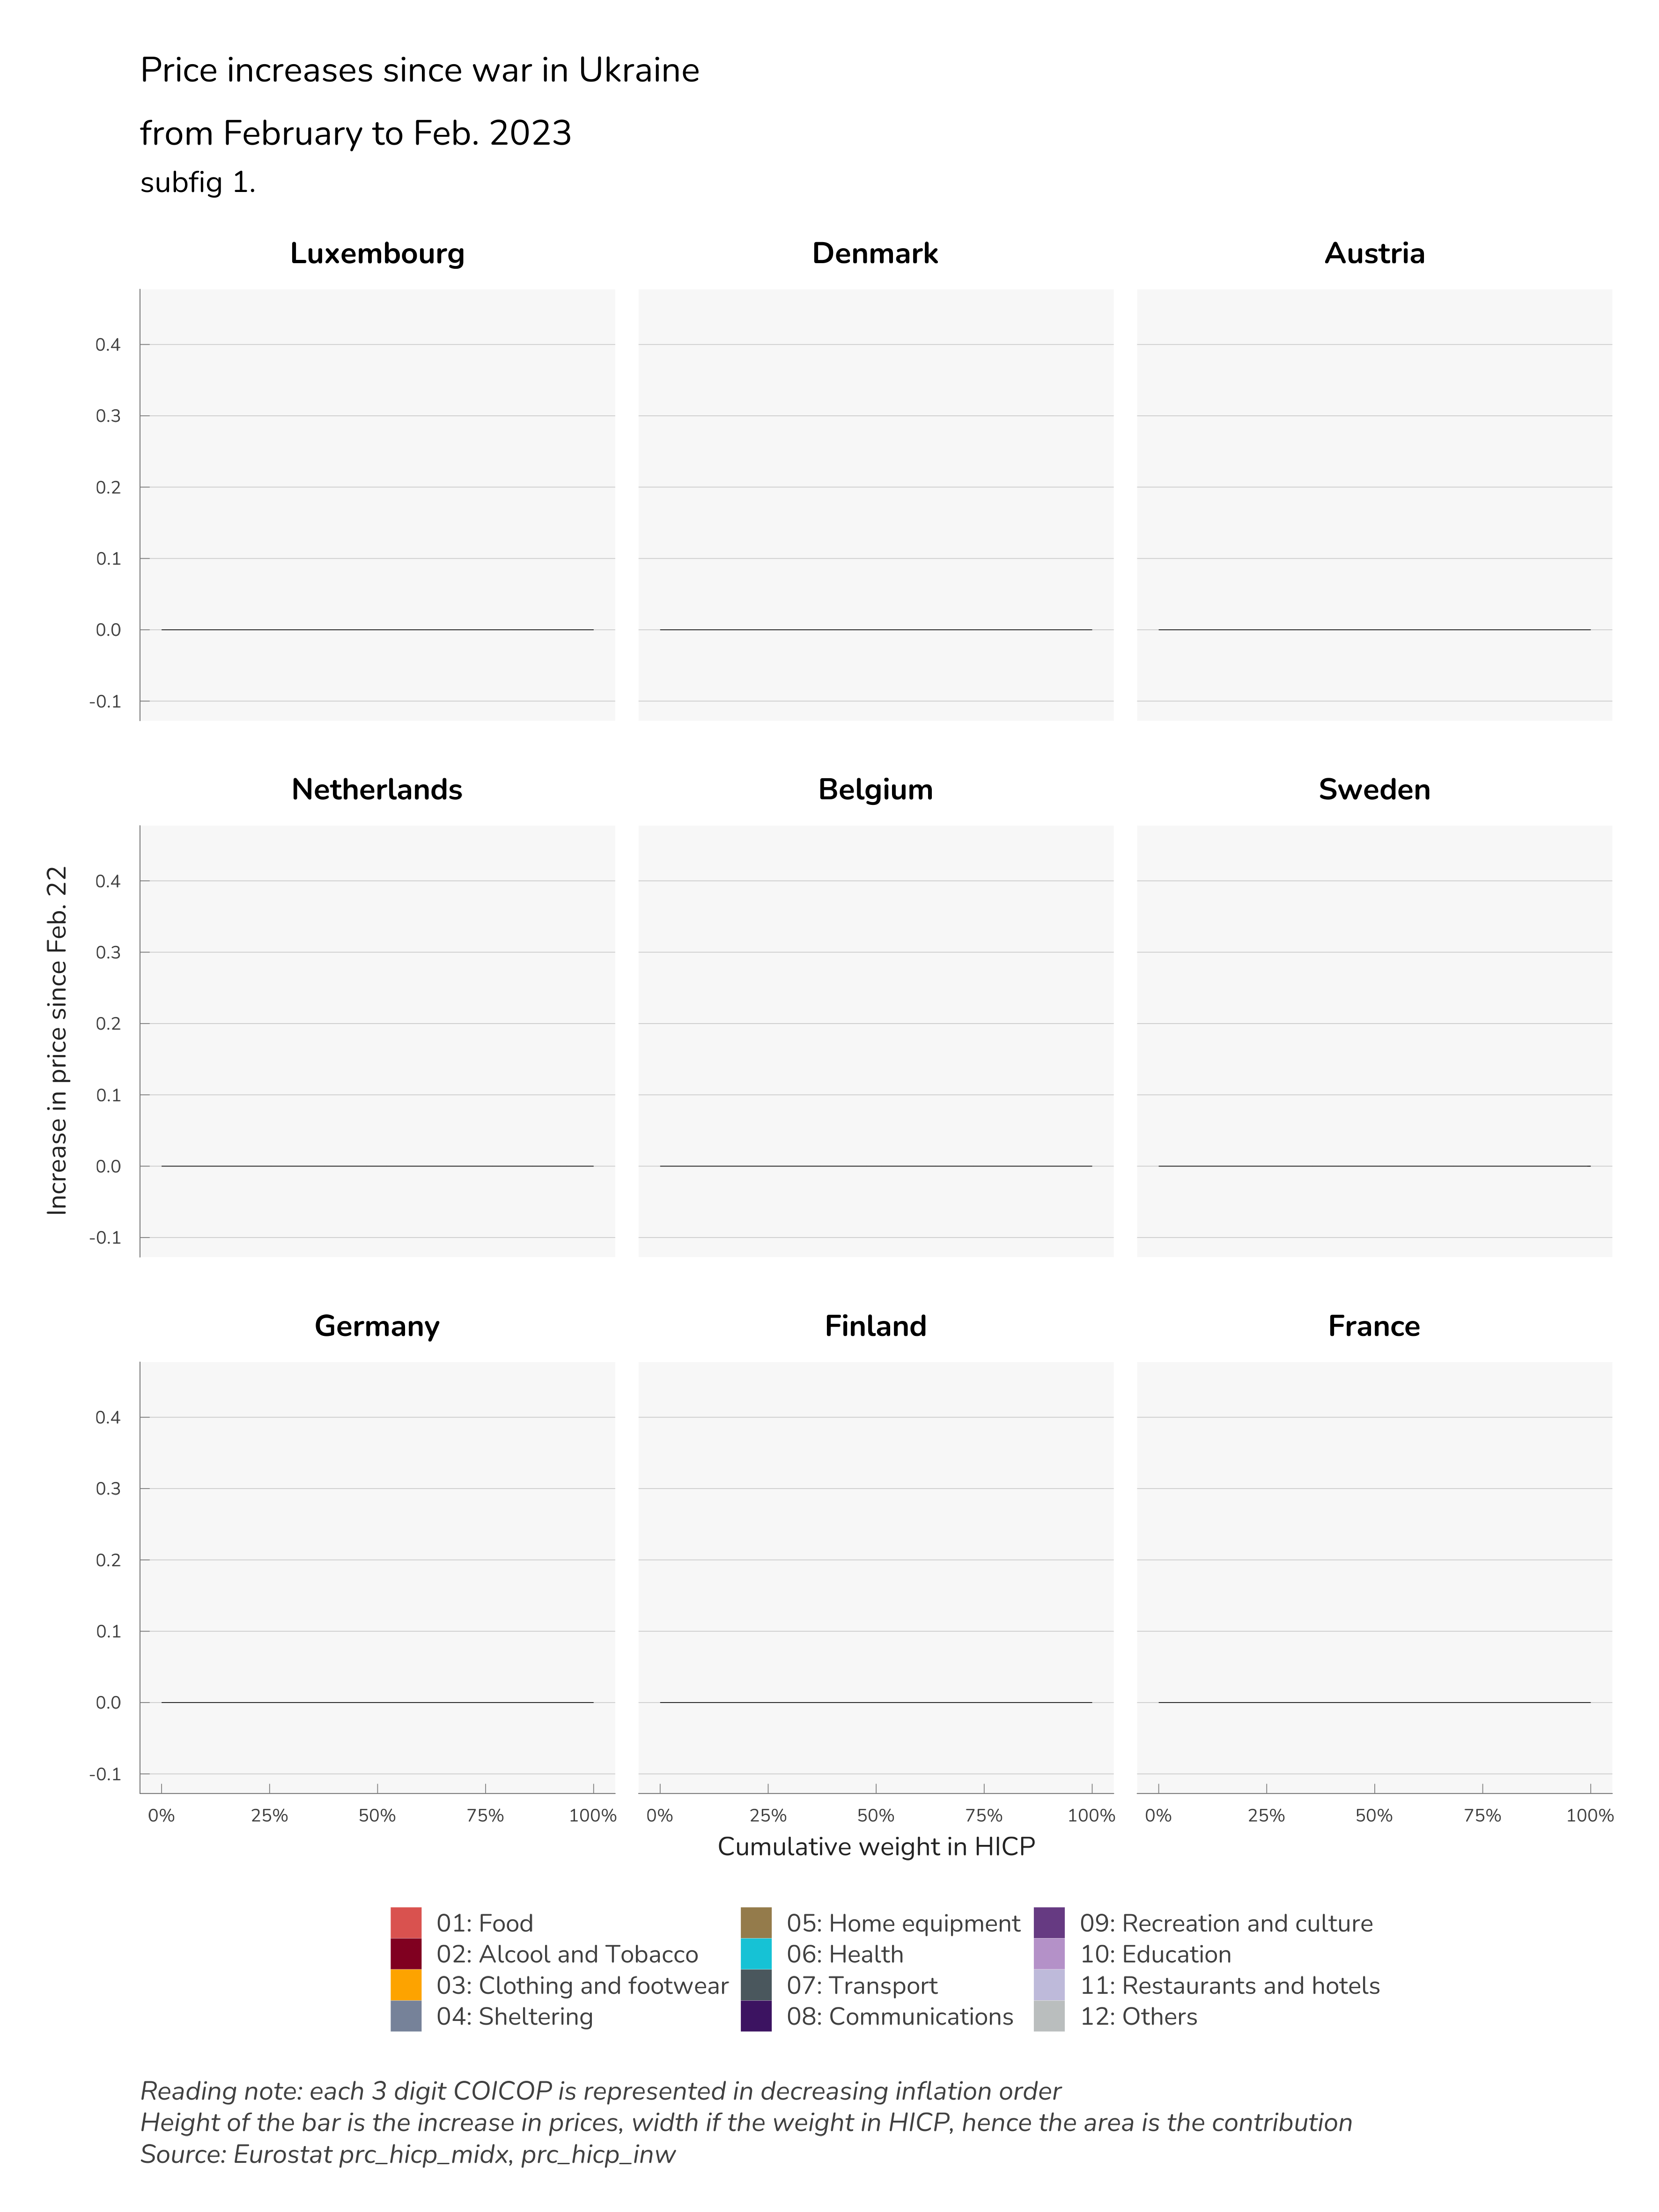 Price increases since war in Ukraine
from February to Feb. 2023
subfig 1.
Luxembourg Denmark Austria
0.4
0.3
0.2
0.1
0.0
-0.1
Netherlands Belgium Sweden
Increase in price since Feb. 22
0.4
0.3
0.2
0.1
0.0
-0.1
Germany Finland France
0.4
0.3
0.2
0.1
0.0
-0.1
0% 25% 50% 75% 100% 0% 25% 50% 75% 100% 0% 25% 50% 75% 100%
Cumulative weight in HICP
01: Food 05: Home equipment 09: Recreation and culture
02: Alcool and Tobacco 06: Health 10: Education
03: Clothing and footwear 07: Transport 11: Restaurants and hotels
04: Sheltering 08: Communications 12: Others
Reading note: each 3 digit COICOP is represented in decreasing inflation order
Height of the bar is the increase in prices, width if the weight in HICP, hence the area is the contribution
Source: Eurostat prc_hicp_midx, prc_hicp_inw